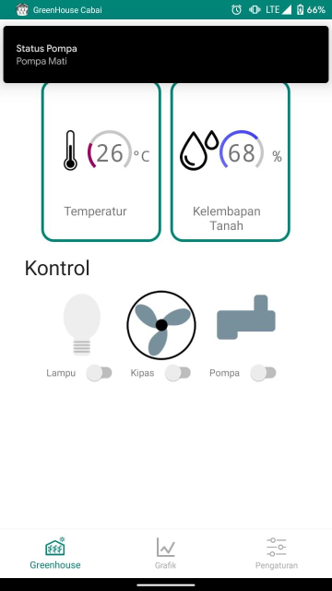 GreenHouse Cabai
LTE 66%
Status Pompa
Pompa Mati
26 °C
68 %
Temperatur
Kelembapan
Tanah
Kontrol
Lampu
Kipas
Pompa
Greenhouse
Grafik
Pengaturan